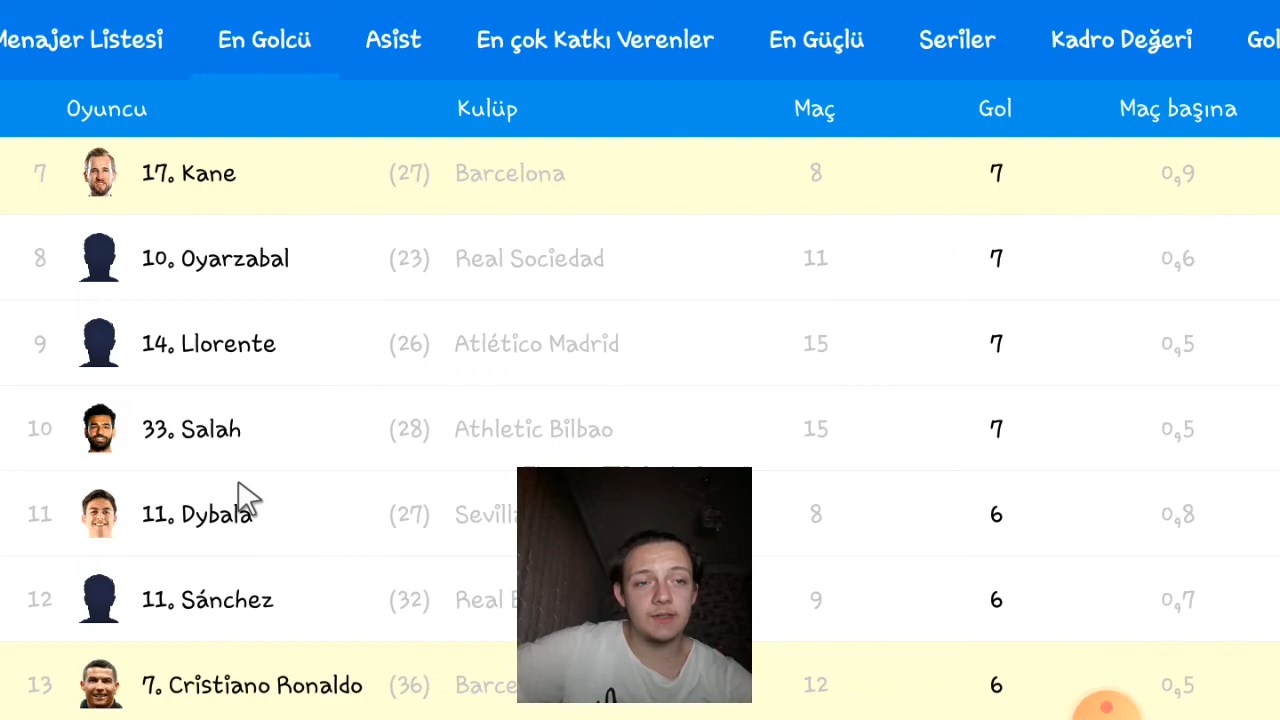 Menajer Listesi En Golcü Asist En çok Katkı Verenler En Güçlü Seriler Kadro Değeri Gol
Oyuncu Kulüp Maç Gol Maç başına
7 17. Kane (27) Barcelona 8 7 0,9
8 10. Oyarzabal (23) Real Sociedad 11 7 0,6
9 14. Llorente (26) Atlético Madrid 15 7 0,5
10 33. Salah (28) Athletic Bilbao 15 7 0,5
11 11. Dybala (27) Sevilla 8 6 0,8
12 11. Sánchez (32) Real 9 6 0,7
13 7. Cristiano Ronaldo (36) Barce 12 6 0,5